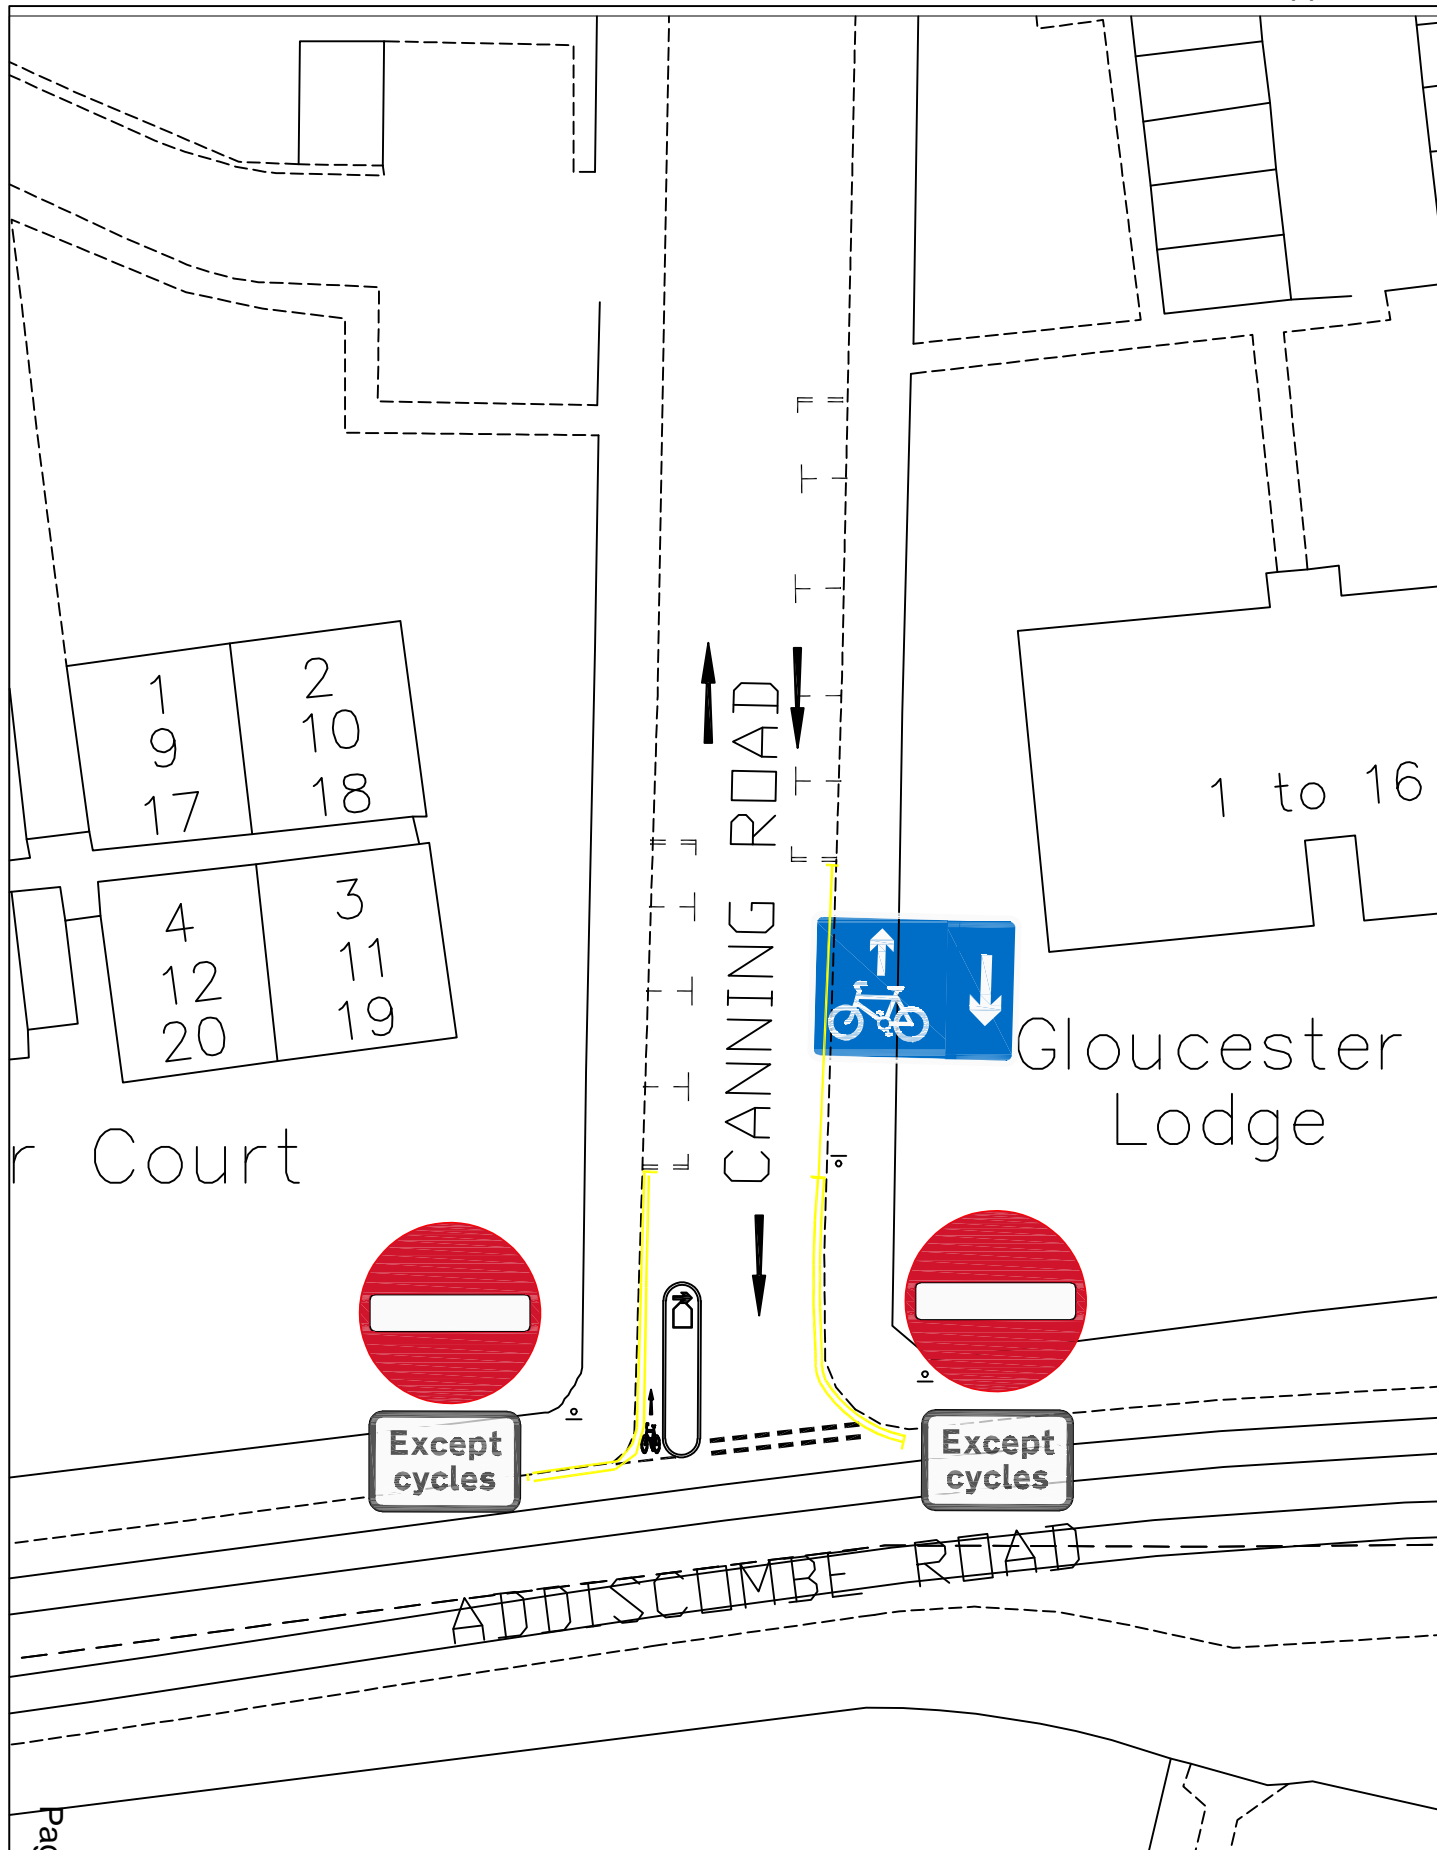 1
9
17
2
10
18
4
12
20
3
11
19
1 to 16
CANNING ROAD
Gloucester
Lodge
r Court
Except
cycles
Except
cycles
ADDISCOMBE ROAD